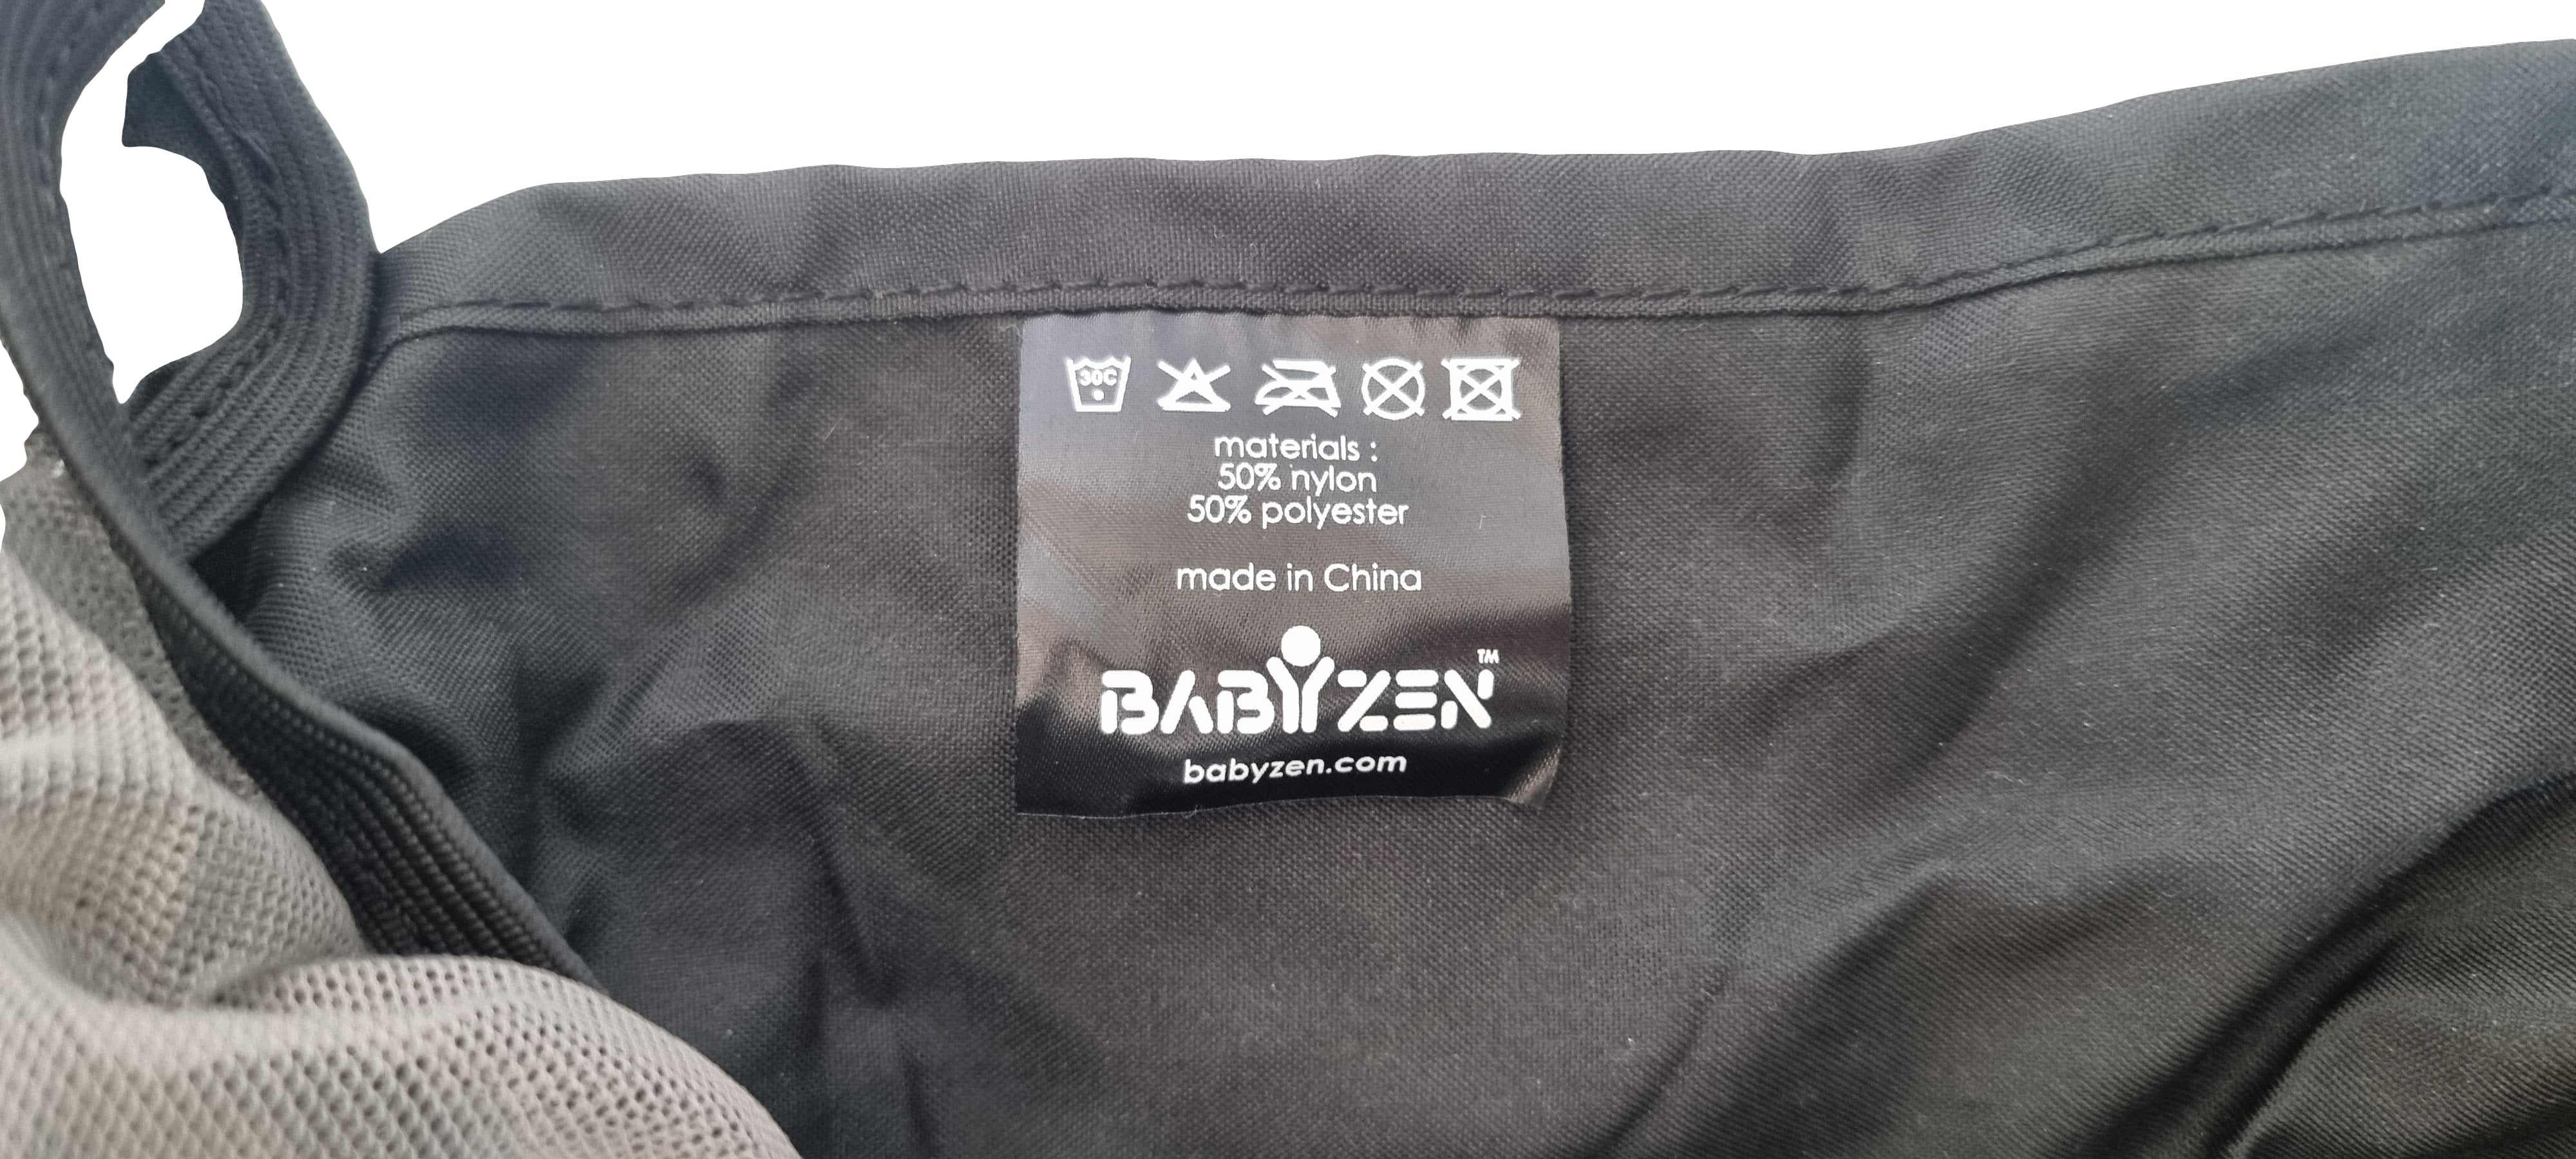 30C
materials :
50% nylon
50% polyester
made in China
BABYZEN™
babyzen.com